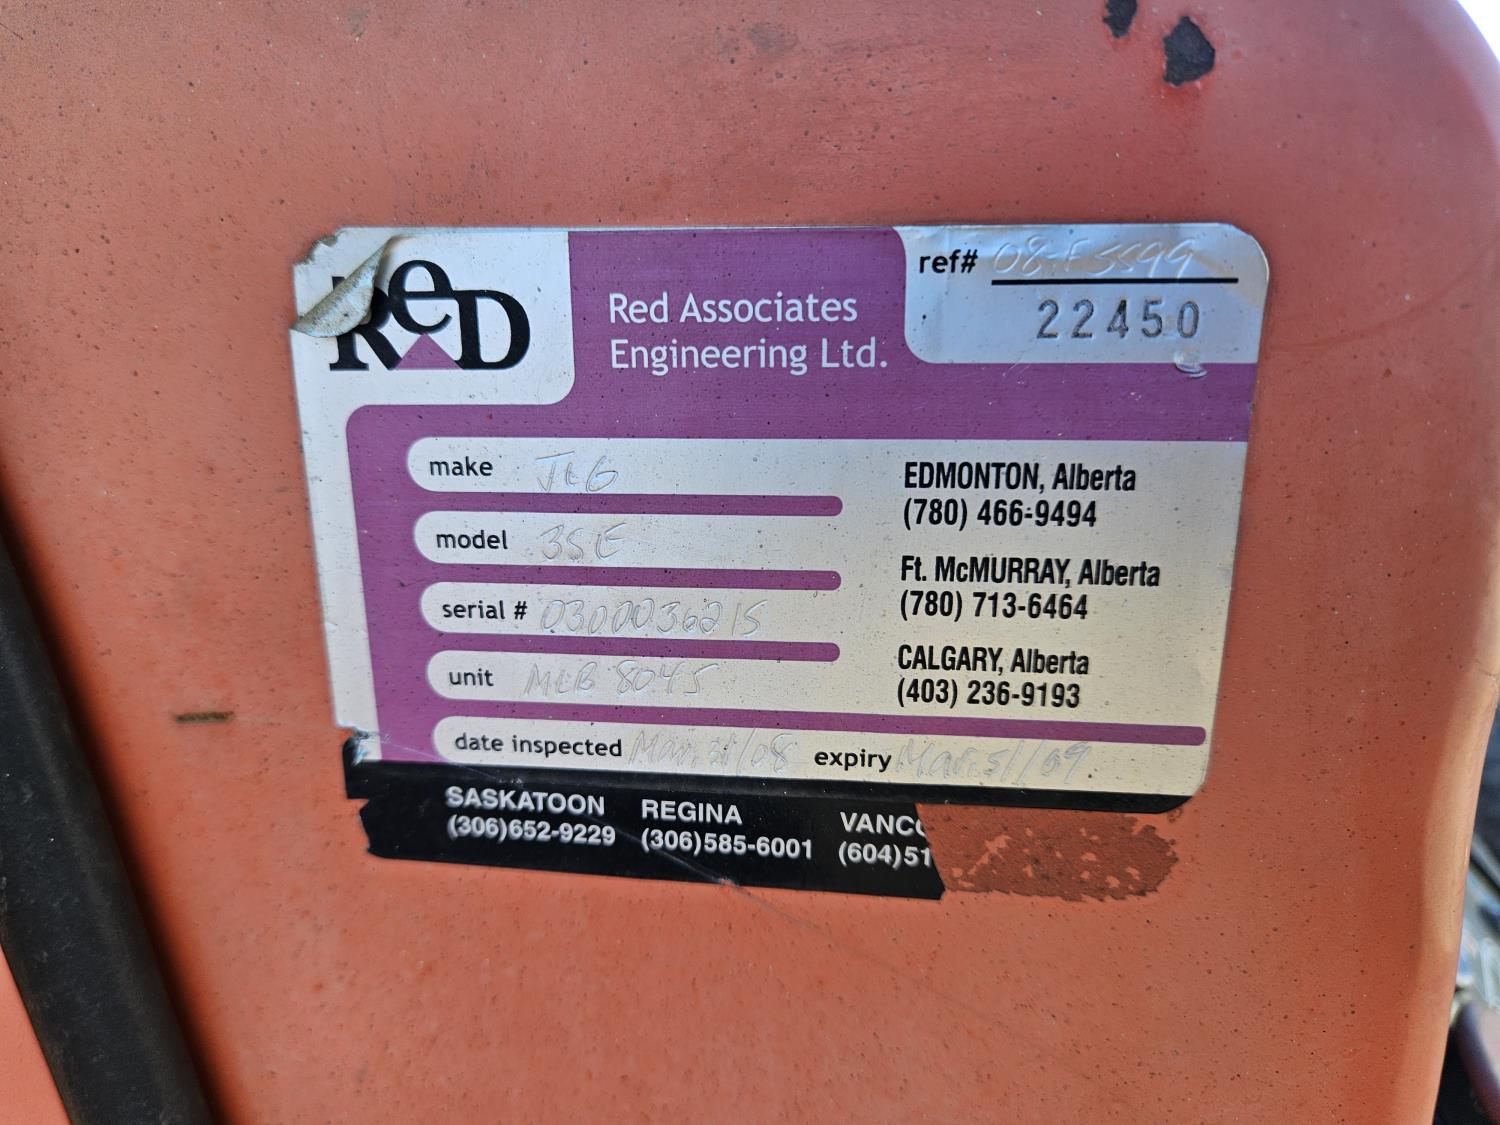 ReD
Red Associates
Engineering Ltd.
ref# 08-F5599
22450
make JLG
model 35E
serial # 0300036215
unit MLB 8045
date inspected Mar. 31/08 expiry Mar. 31/09
EDMONTON, Alberta
(780) 466-9494
Ft. McMURRAY, Alberta
(780) 713-6464
CALGARY, Alberta
(403) 236-9193
SASKATOON REGINA VANCO
(306)652-9229 (306)585-6001 (604)51